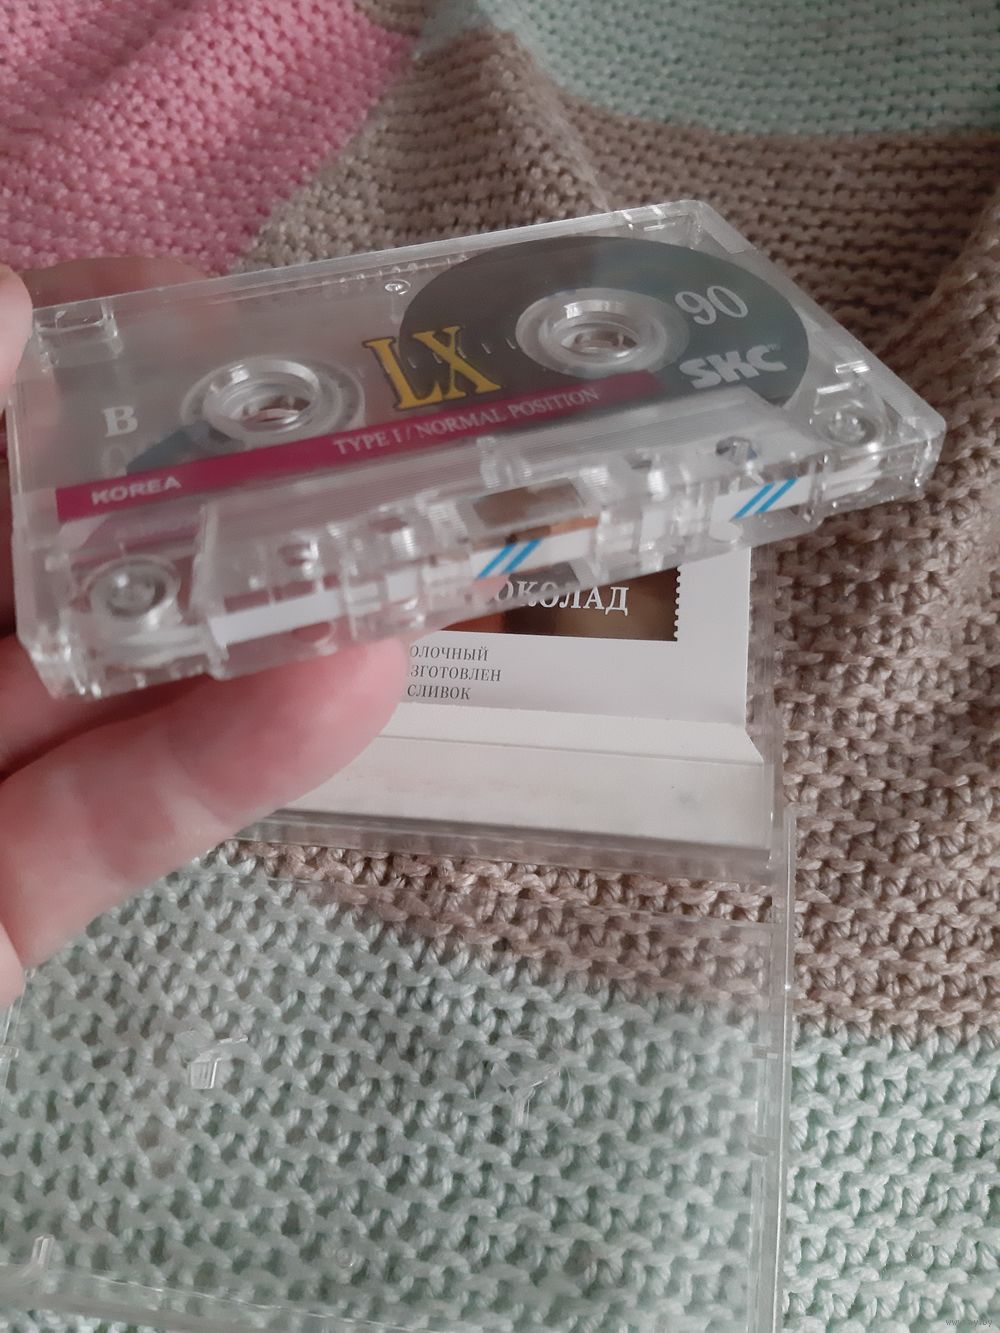 90
LX
SKC
B
TYPE I / NORMAL POSITION
KOREA
ОКОЛАД
ОЛОЧНЫЙ
ЗГОТОВЛЕН
СЛИВОК